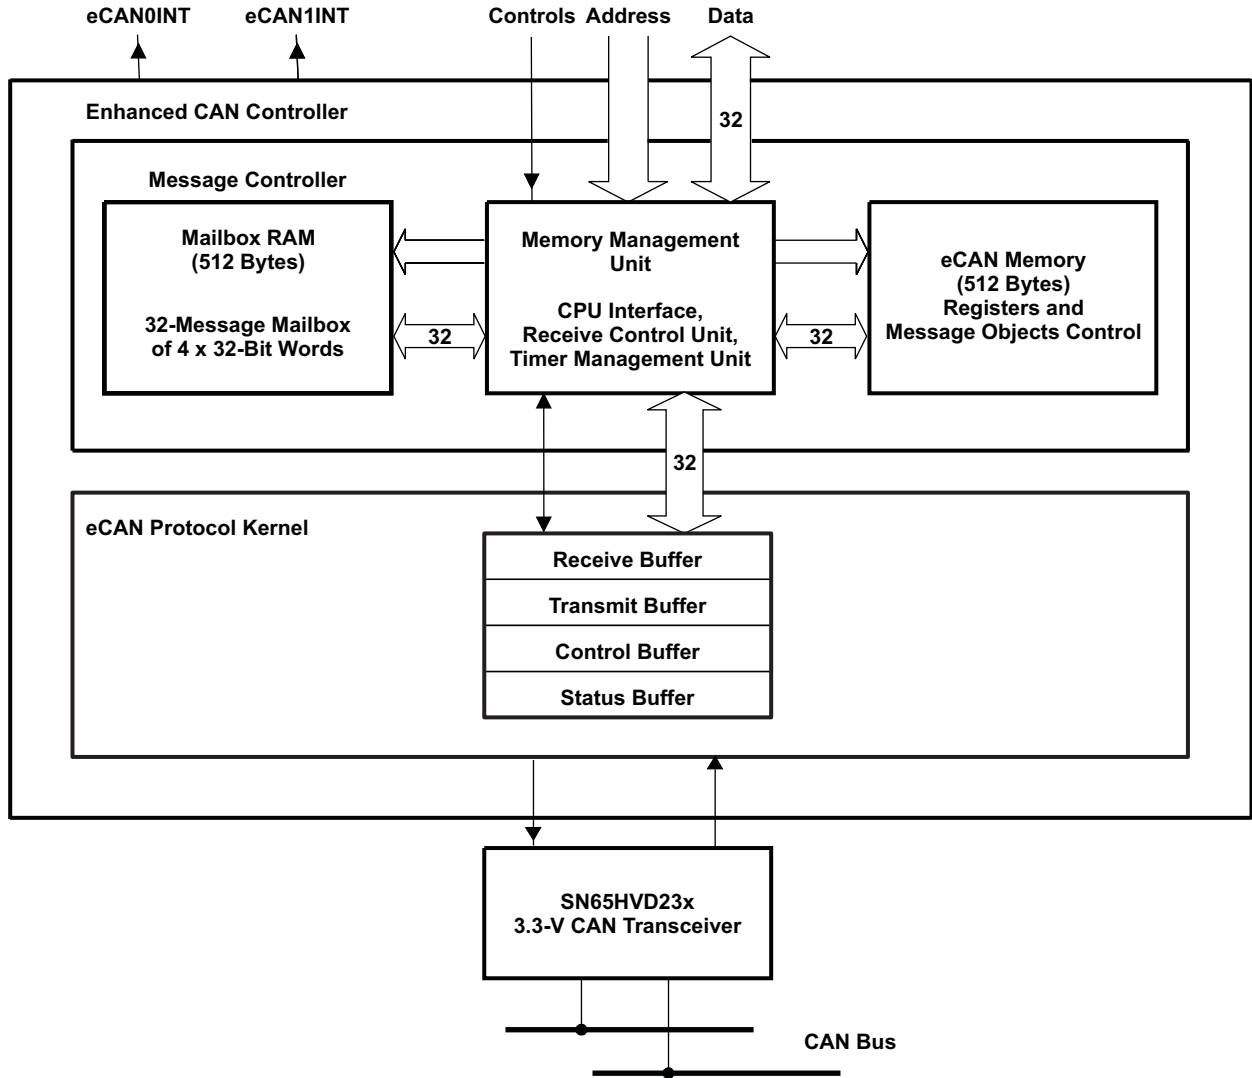 eCAN0INT eCAN1INT Controls Address Data
32
Enhanced CAN Controller
Message Controller
Mailbox RAM
(512 Bytes)
32-Message Mailbox
of 4 x 32-Bit Words
32
Memory Management
Unit
CPU Interface,
Receive Control Unit,
Timer Management Unit
32
eCAN Memory
(512 Bytes)
Registers and
Message Objects Control
32
eCAN Protocol Kernel
Receive Buffer
Transmit Buffer
Control Buffer
Status Buffer
SN65HVD23x
3.3-V CAN Transceiver
CAN Bus